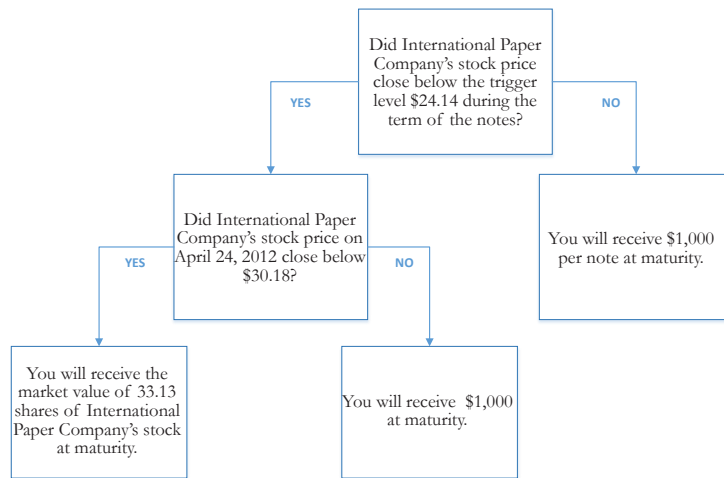 Did International Paper
Company's stock price
close below the trigger
level $24.14 during the
term of the notes?
YES
NO
Did International Paper
Company's stock price on
April 24, 2012 close below
$30.18?
You will receive $1,000
per note at maturity.
YES
NO
You will receive the
market value of 33.13
shares of International
Paper Company's stock
at maturity.
You will receive  $1,000
at maturity.